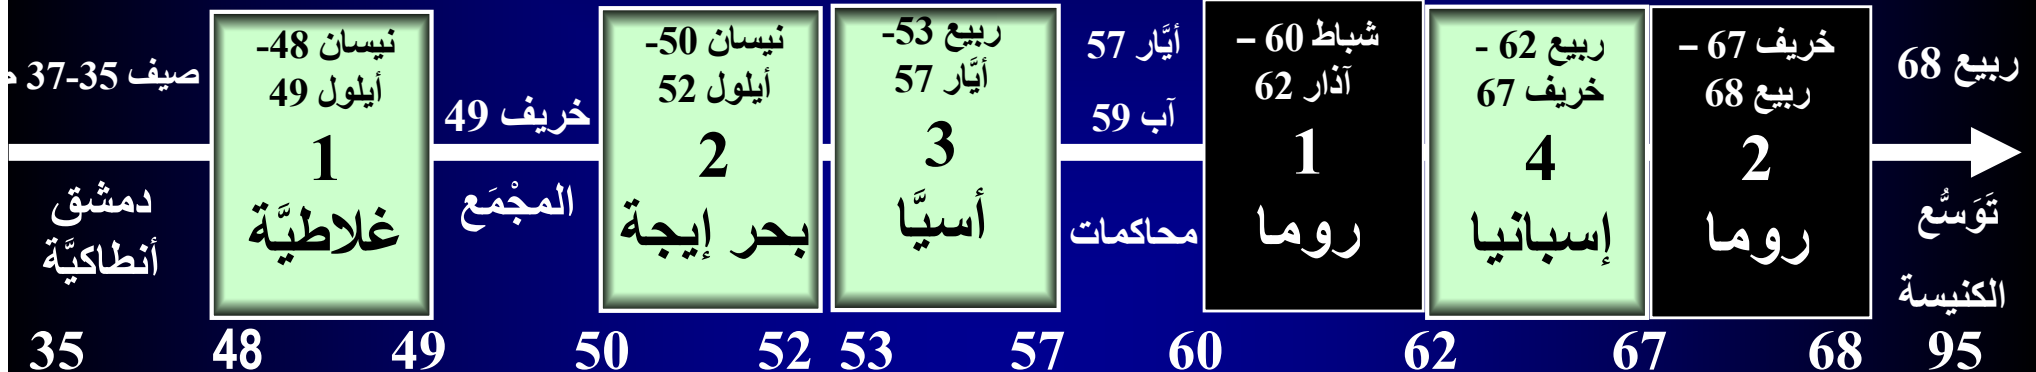 صيف 35-37 م
دمشق
أنطاكيَّة
نيسان 48-
أيلول 49
1
غلاطيَّة
خريف 49
المجْمَع
نيسان 50-
أيلول 52
2
بحر إيجة
ربيع 53-
أيَّار 57
3
أسيَّا
أيَّار 57
آب 59
محاكمات
شباط 60 –
آذار 62
1
روما
ربيع 62 -
خريف 67
4
إسبانيا
خريف 67 –
ربيع 68
2
روما
ربيع 68
تَوَسُّع
الكنيسة
35 48 49 50 52 53 57 60 62 67 68 95